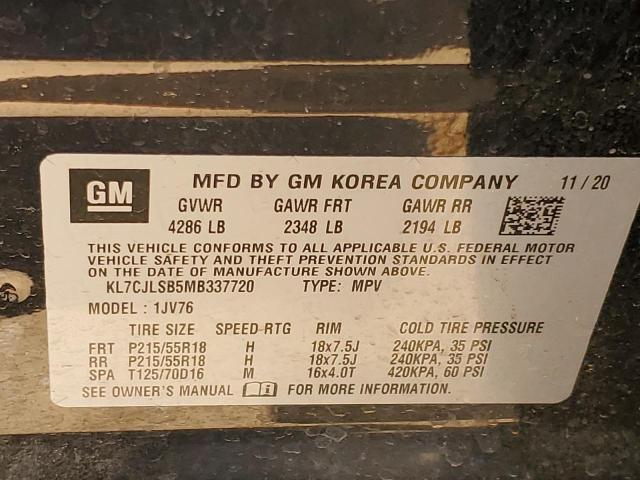 GM MFD BY GM KOREA COMPANY 11/20
GVWR GAWR FRT GAWR RR
4286 LB 2348 LB 2194 LB
THIS VEHICLE CONFORMS TO ALL APPLICABLE U.S. FEDERAL MOTOR
VEHICLE SAFETY AND THEFT PREVENTION STANDARDS IN EFFECT
ON THE DATE OF MANUFACTURE SHOWN ABOVE.
KL7CJLSB5MB337720 TYPE: MPV
MODEL : 1JV76
TIRE SIZE SPEED-RTG RIM COLD TIRE PRESSURE
FRT P215/55R18 H 18x7.5J 240KPA, 35 PSI
RR P215/55R18 H 18x7.5J 240KPA, 35 PSI
SPA T125/70D16 M 16x4.0T 420KPA, 60 PSI
SEE OWNER'S MANUAL FOR MORE INFORMATION.